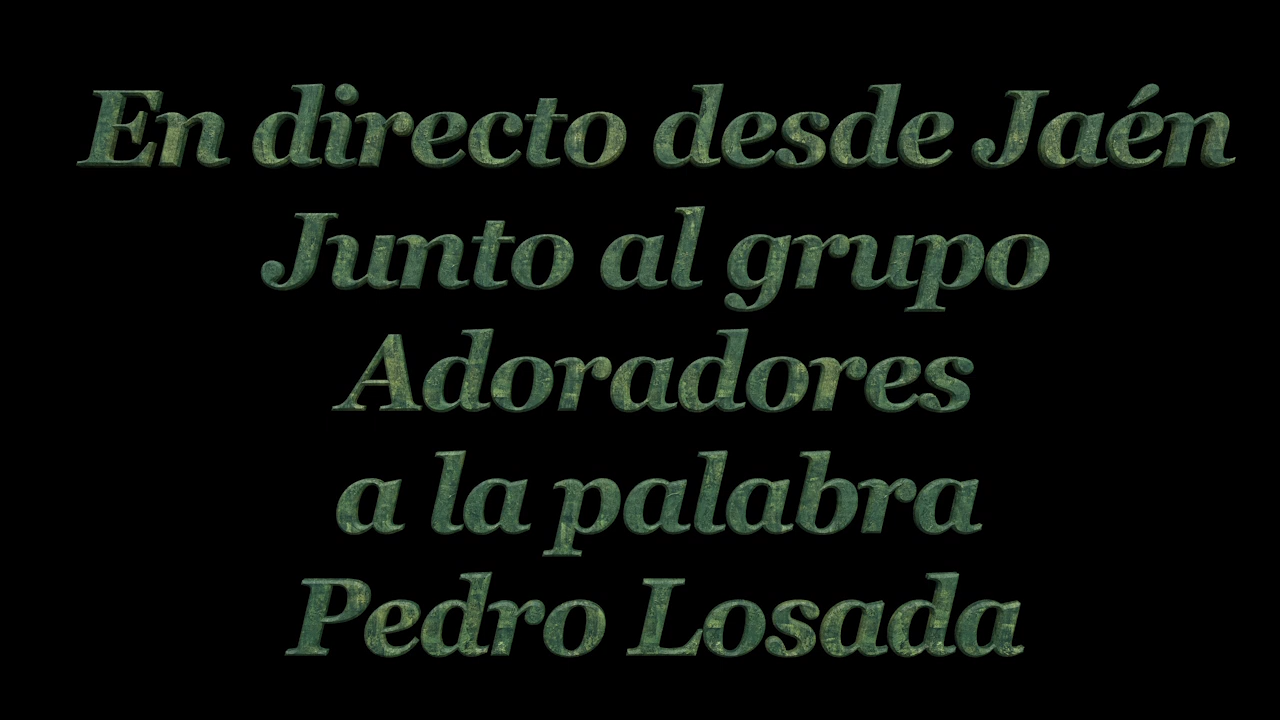 En directo desde Jaén
Junto al grupo
Adoradores
a la palabra
Pedro Losada